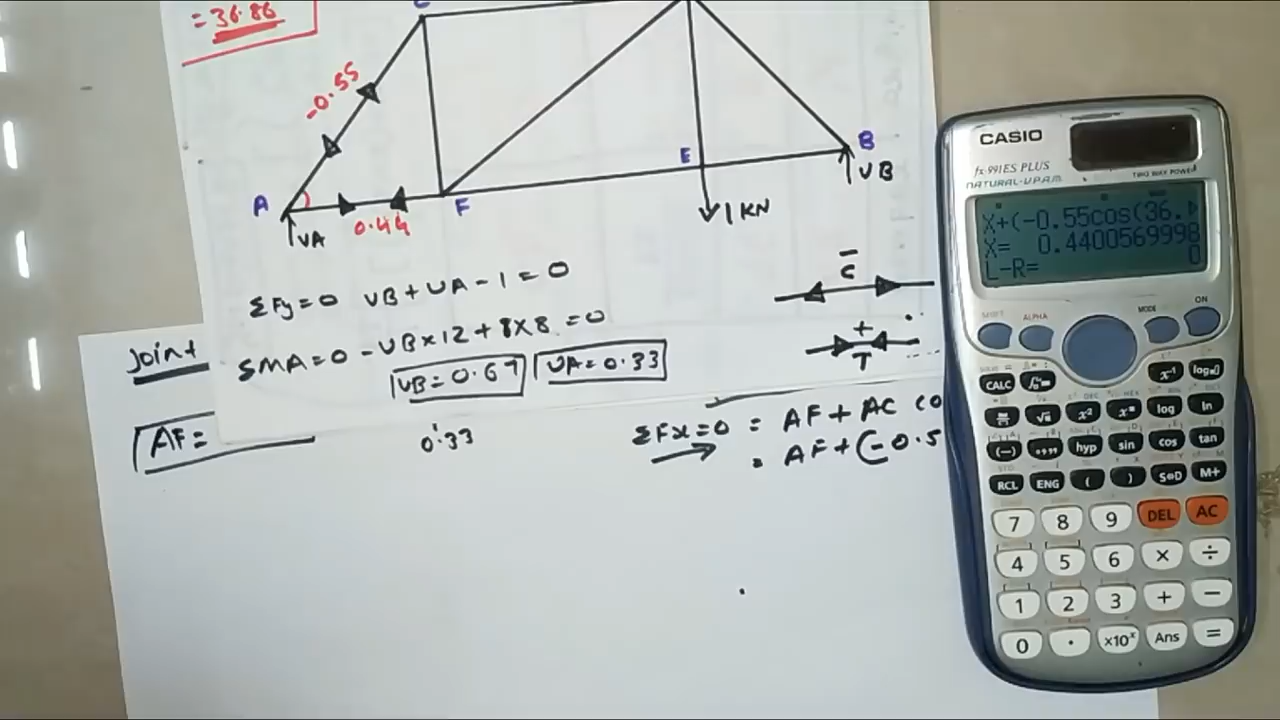 = 36.86
C
-0.55
A
0.44
F
E
B
VA
VB
1 KN
ΣFy=0 VB+VA-1=0
ΣMA=0 -VB×12+8×8=0
VB=0.67 VA=0.33
C
+
T
Joint
AF=
0.33
ΣFx=0 = AF+AC co
= AF+(-0.5
CASIO
fx-991ES PLUS
NATURAL-V.P.A.M.
TWO WAY POWER
X+(-0.55cos(36.
X= 0.4400569998
L-R= 0
SHIFT ALPHA MODE ON
CALC x⁻¹ log
x² log ln
(-) hyp sin cos tan
RCL ENG ( ) S⇔D M+
7 8 9 DEL AC
4 5 6 × ÷
1 2 3 + −
0 . ×10ˣ Ans =